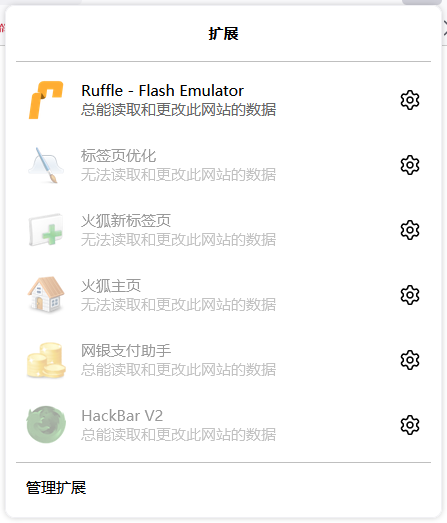 扩展
Ruffle - Flash Emulator
总能读取和更改此网站的数据
标签页优化
无法读取和更改此网站的数据
火狐新标签页
无法读取和更改此网站的数据
火狐主页
无法读取和更改此网站的数据
网银支付助手
总能读取和更改此网站的数据
HackBar V2
总能读取和更改此网站的数据
管理扩展